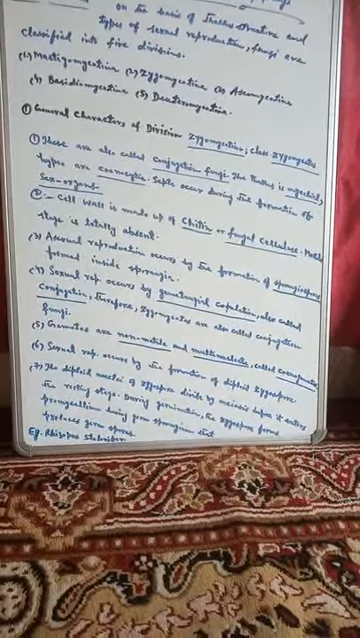 on the basis of Thallus structure and
types of sexual reproduction, fungi are
classified into five divisions.
(1) Mastigomycotina (2) Zygomycotina (3) Ascomycotina
(4) Basidiomycotina (5) Deuteromycotina.
① General Characters of Division Zygomycotina, Class Zygomycetes
① These are also called Conjugation fungi. The thallus is mycelial,
hyphae are coenocytic. Septa occur during the formation of
Sex-organs.
②:- Cell wall is made up of Chitin or fungal cellulose. Motile
stage is totally absent.
(3) Asexual reproduction occurs by the formation of sporangiospores
formed inside sporangia.
(4) Sexual rep. occurs by gametangial copulation, also called
Conjugation, therefore, Zygomycetes are also called conjugation
fungi.
(5) Gametes are non-motile and multinucleate, called coenogametes
(6) Sexual rep. occurs by the formation of diploid zygospore.
(7) The diploid nuclei of zygospore divide by meiosis before it enters
the resting stage. During germination, the zygospore forms
promycelium bearing germ sporangium that
produces germ spores.
Eg. Rhizopus stolonifer